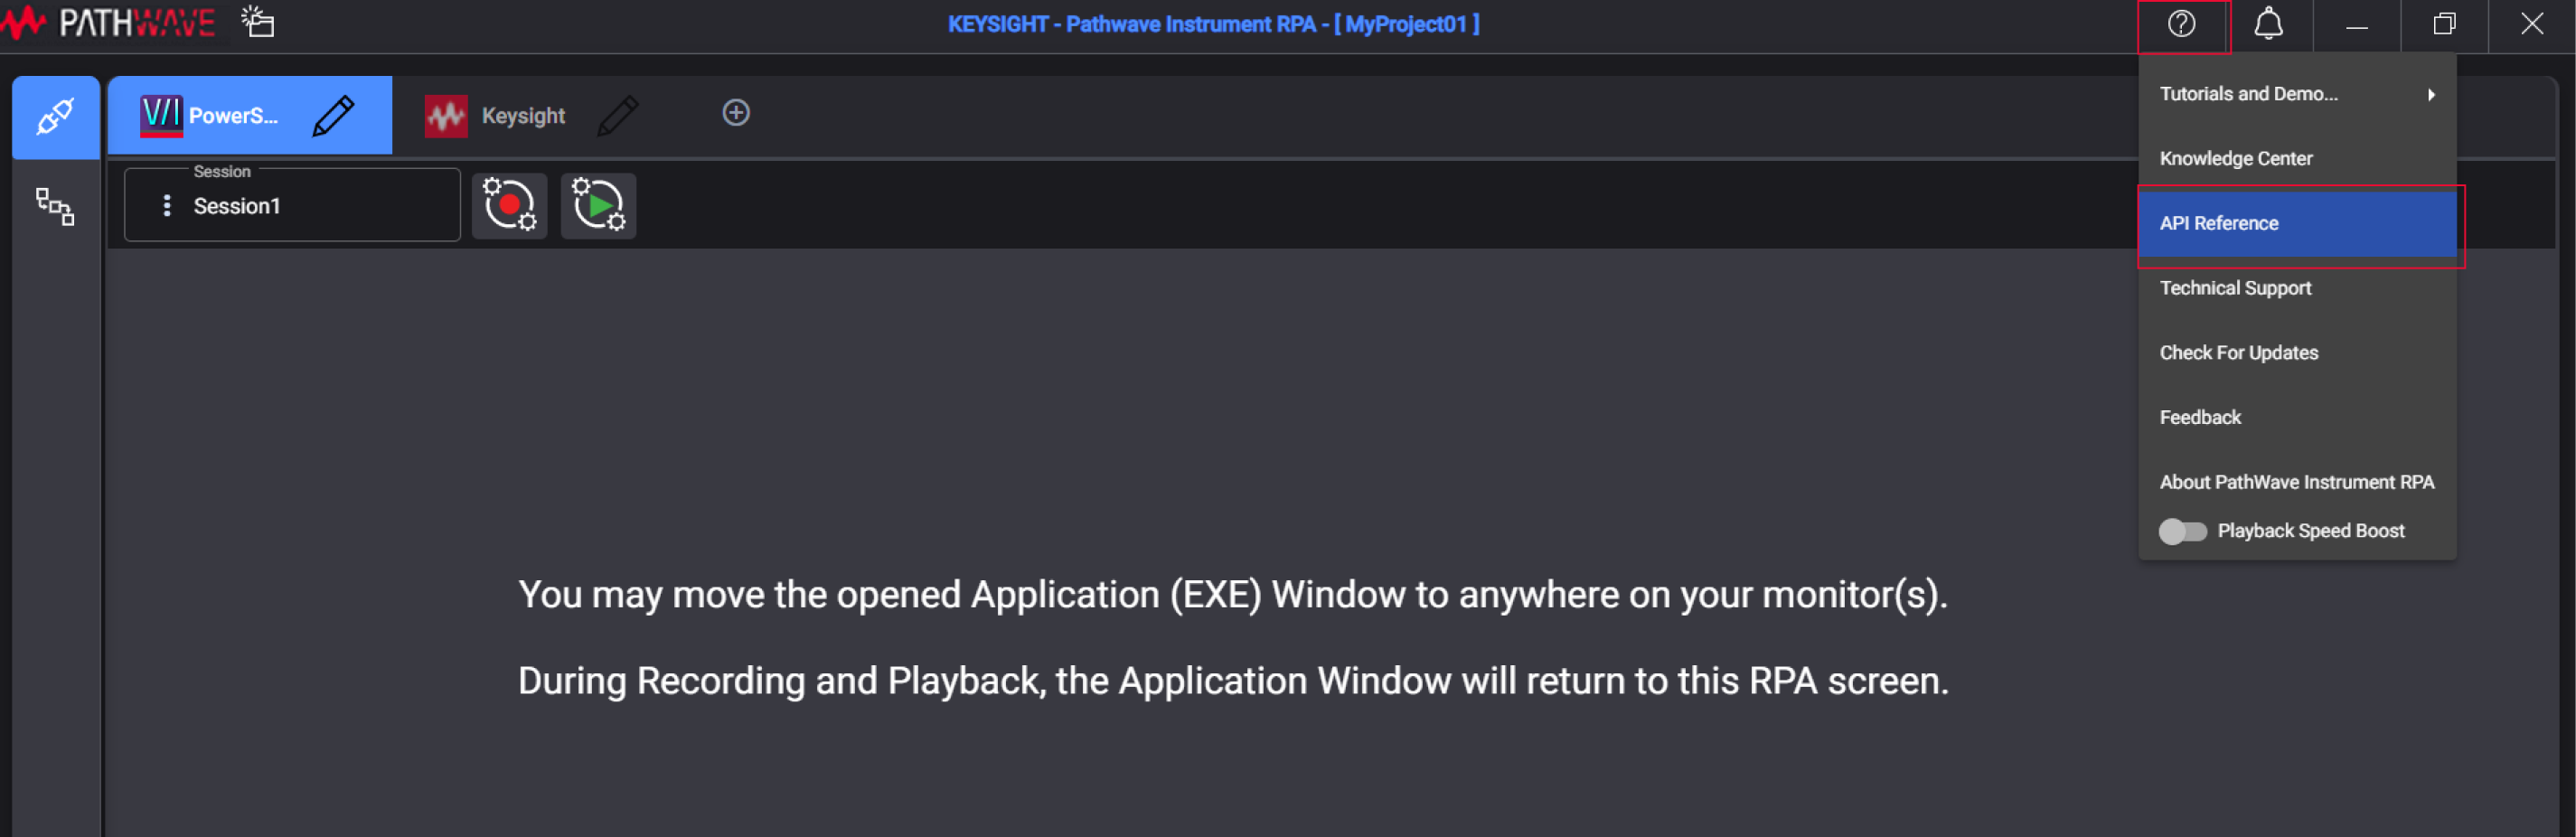 PATHWAVE
KEYSIGHT - Pathwave Instrument RPA - [ MyProject01 ]
PowerS...
Keysight
Session
Session1
Tutorials and Demo...
Knowledge Center
API Reference
Technical Support
Check For Updates
Feedback
About PathWave Instrument RPA
Playback Speed Boost
You may move the opened Application (EXE) Window to anywhere on your monitor(s).
During Recording and Playback, the Application Window will return to this RPA screen.